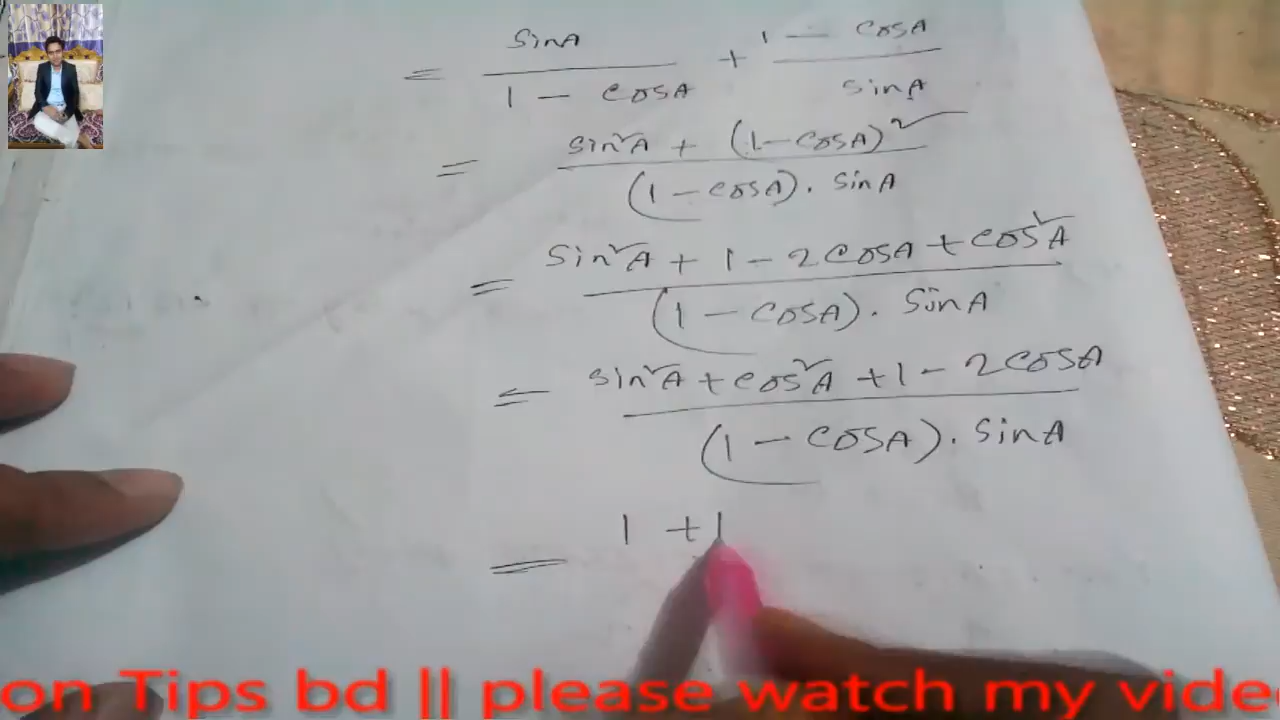 = sinA / 1 - cosA + 1 - cosA / sinA
= sin²A + (1-cosA)² / (1-cosA). sinA
= sin²A + 1 - 2cosA + cos²A / (1-cosA). sinA
= sin²A + cos²A + 1 - 2cosA / (1-cosA). sinA
= 1 + 1
on Tips bd || please watch my vide